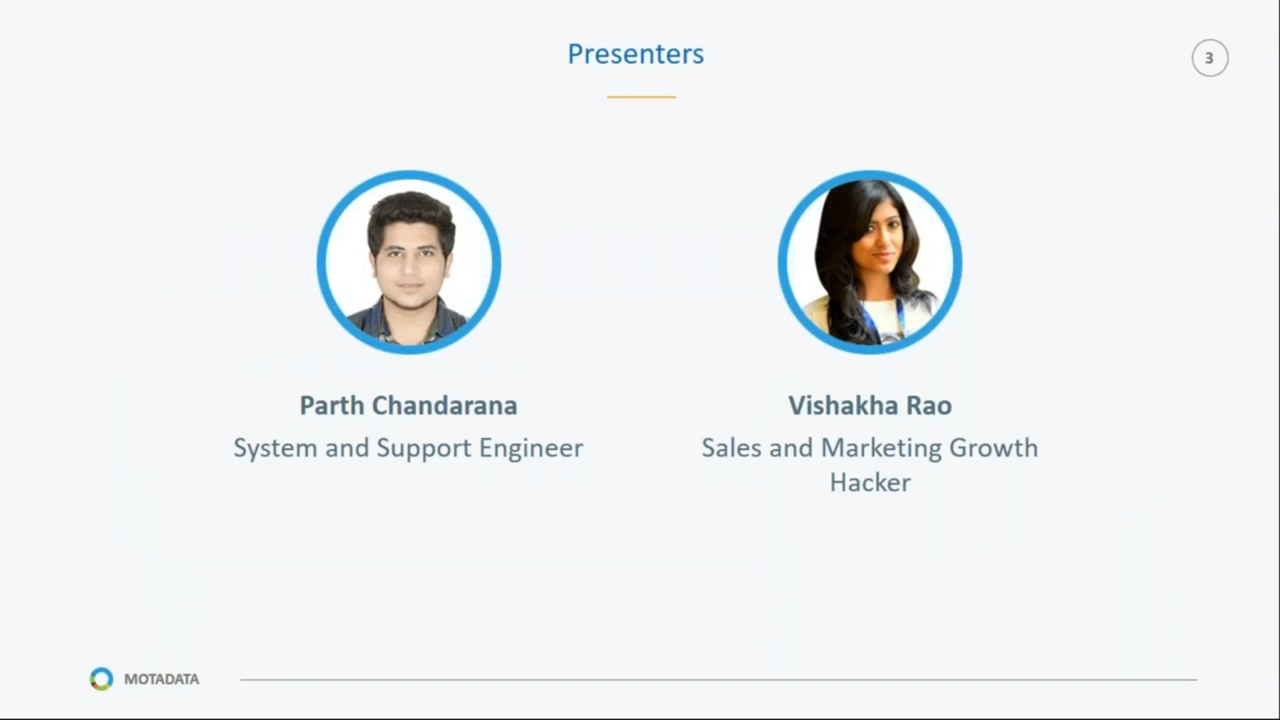 Presenters
3
Parth Chandarana
System and Support Engineer
Vishakha Rao
Sales and Marketing Growth
Hacker
MOTADATA